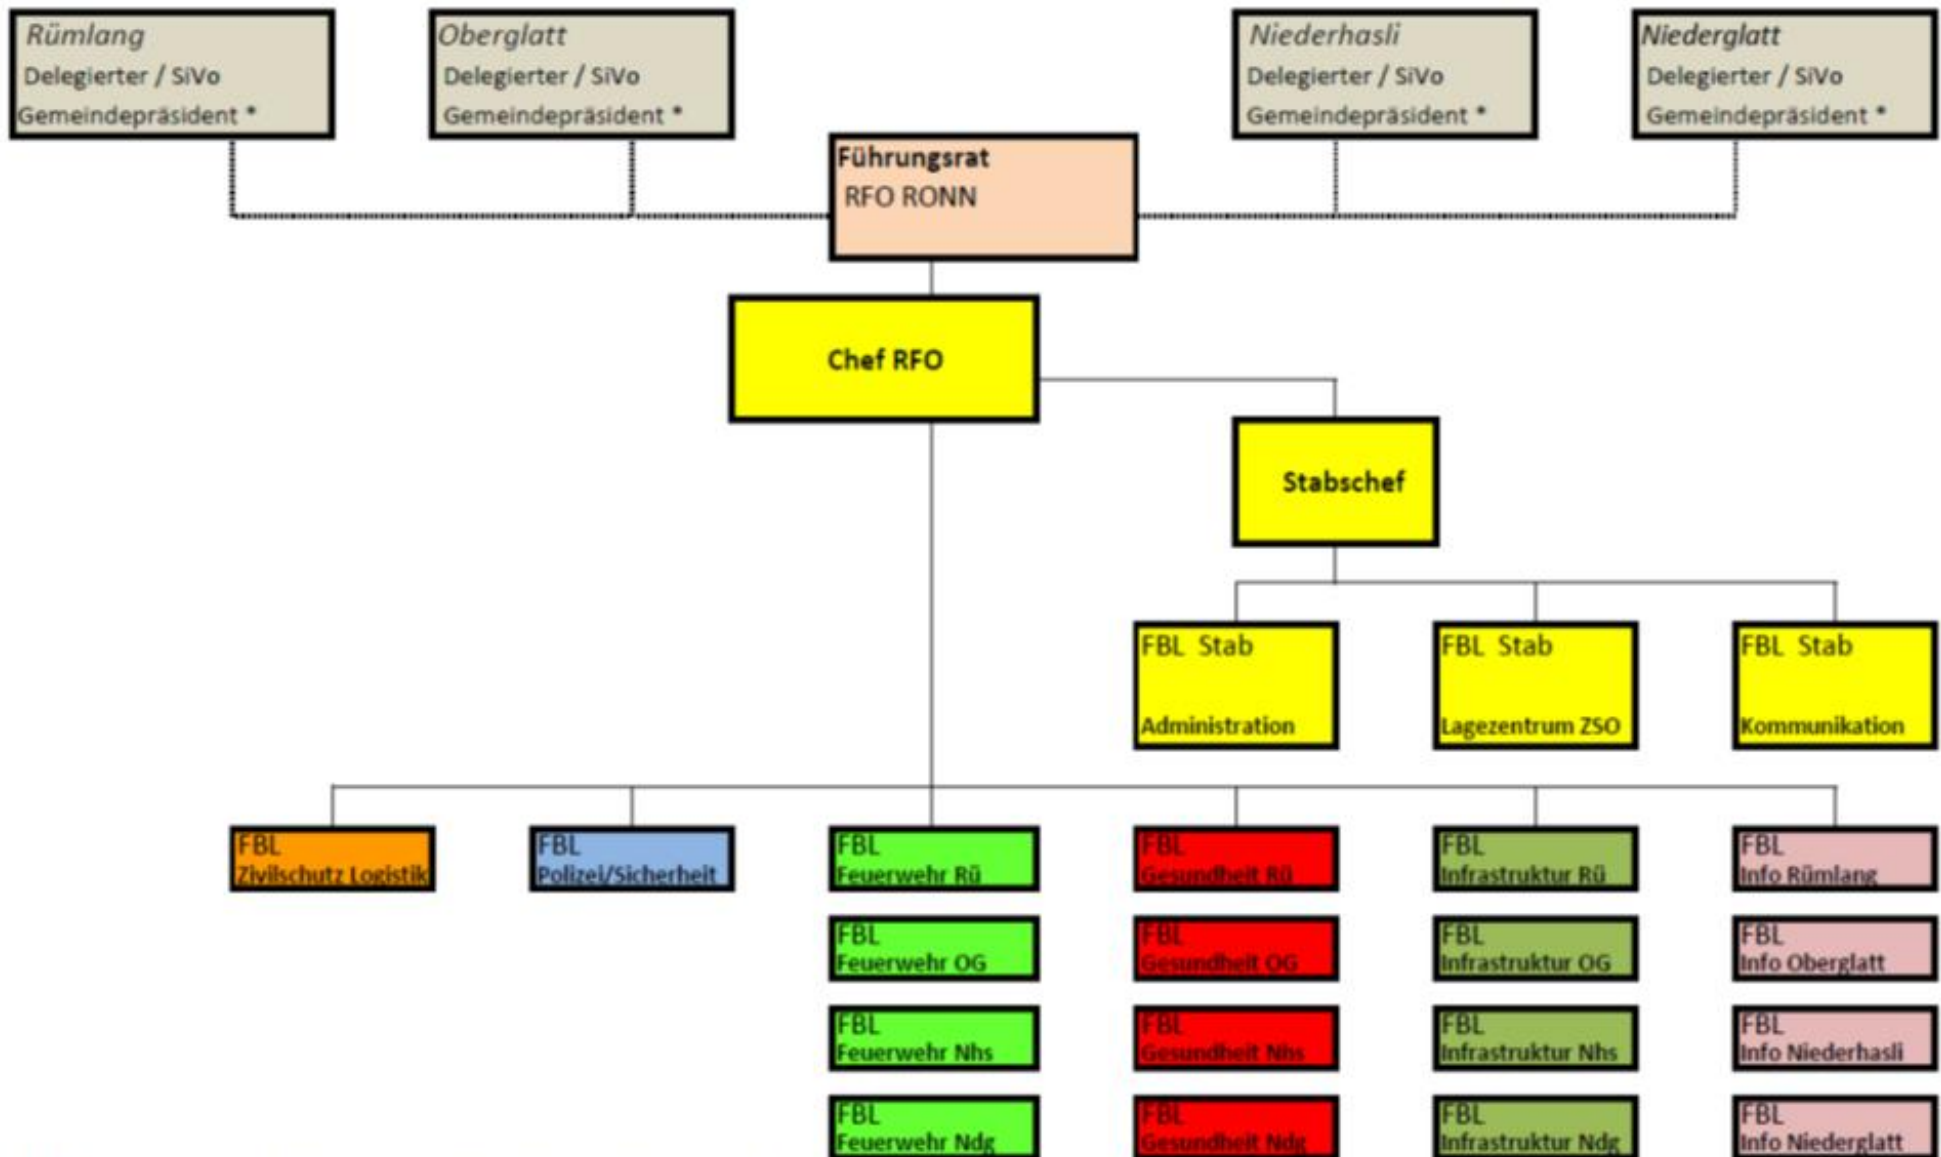 Rümlang
Delegierter / SiVo
Gemeindepräsident *
Oberglatt
Delegierter / SiVo
Gemeindepräsident *
Niederhasli
Delegierter / SiVo
Gemeindepräsident *
Niederglatt
Delegierter / SiVo
Gemeindepräsident *
Führungsrat
RFO RONN
Chef RFO
Stabschef
FBL Stab
Administration
FBL Stab
Lagezentrum ZSO
FBL Stab
Kommunikation
FBL
Zivilschutz Logistik
FBL
Polizei/Sicherheit
FBL
Feuerwehr Rü
FBL
Gesundheit Rü
FBL
Infrastruktur Rü
FBL
Info Rümlang
FBL
Feuerwehr OG
FBL
Gesundheit OG
FBL
Infrastruktur OG
FBL
Info Oberglatt
FBL
Feuerwehr Nhs
FBL
Gesundheit Nhs
FBL
Infrastruktur Nhs
FBL
Info Niederhasli
FBL
Feuerwehr Ndg
FBL
Gesundheit Ndg
FBL
Infrastruktur Ndg
FBL
Info Niederglatt